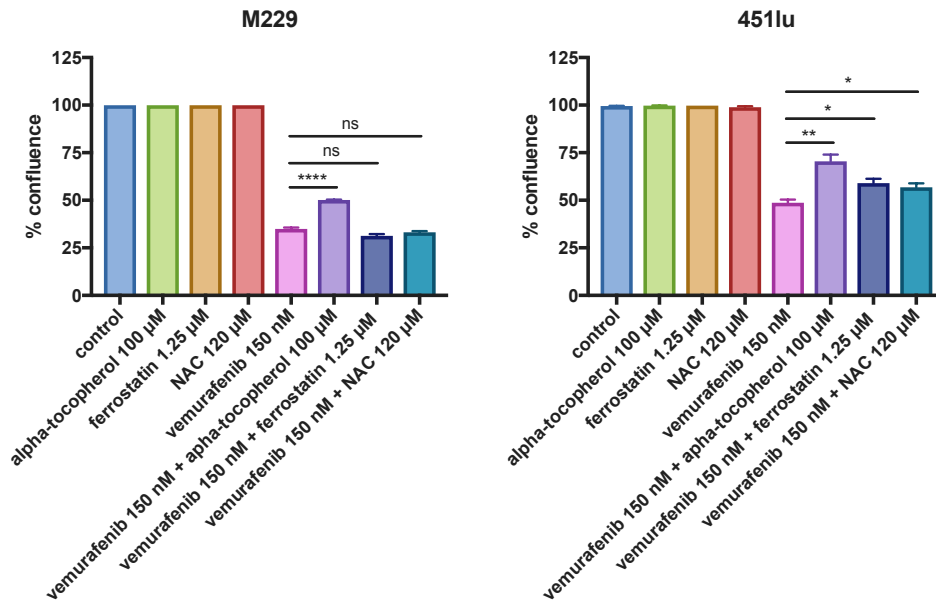 M229
% confluence
125
100
75
50
25
0
ns
ns
****
control
alpha-tocopherol 100 µM
ferrostatin 1.25 µM
NAC 120 µM
vemurafenib 150 nM
vemurafenib 150 nM + apha-tocopherol 100 µM
vemurafenib 150 nM + ferrostatin 1.25 µM
vemurafenib 150 nM + NAC 120 µM
451lu
% confluence
125
100
75
50
25
0
*
*
**
control
alpha-tocopherol 100 µM
ferrostatin 1.25 µM
NAC 120 µM
vemurafenib 150 nM
vemurafenib 150 nM + apha-tocopherol 100 µM
vemurafenib 150 nM + ferrostatin 1.25 µM
vemurafenib 150 nM + NAC 120 µM